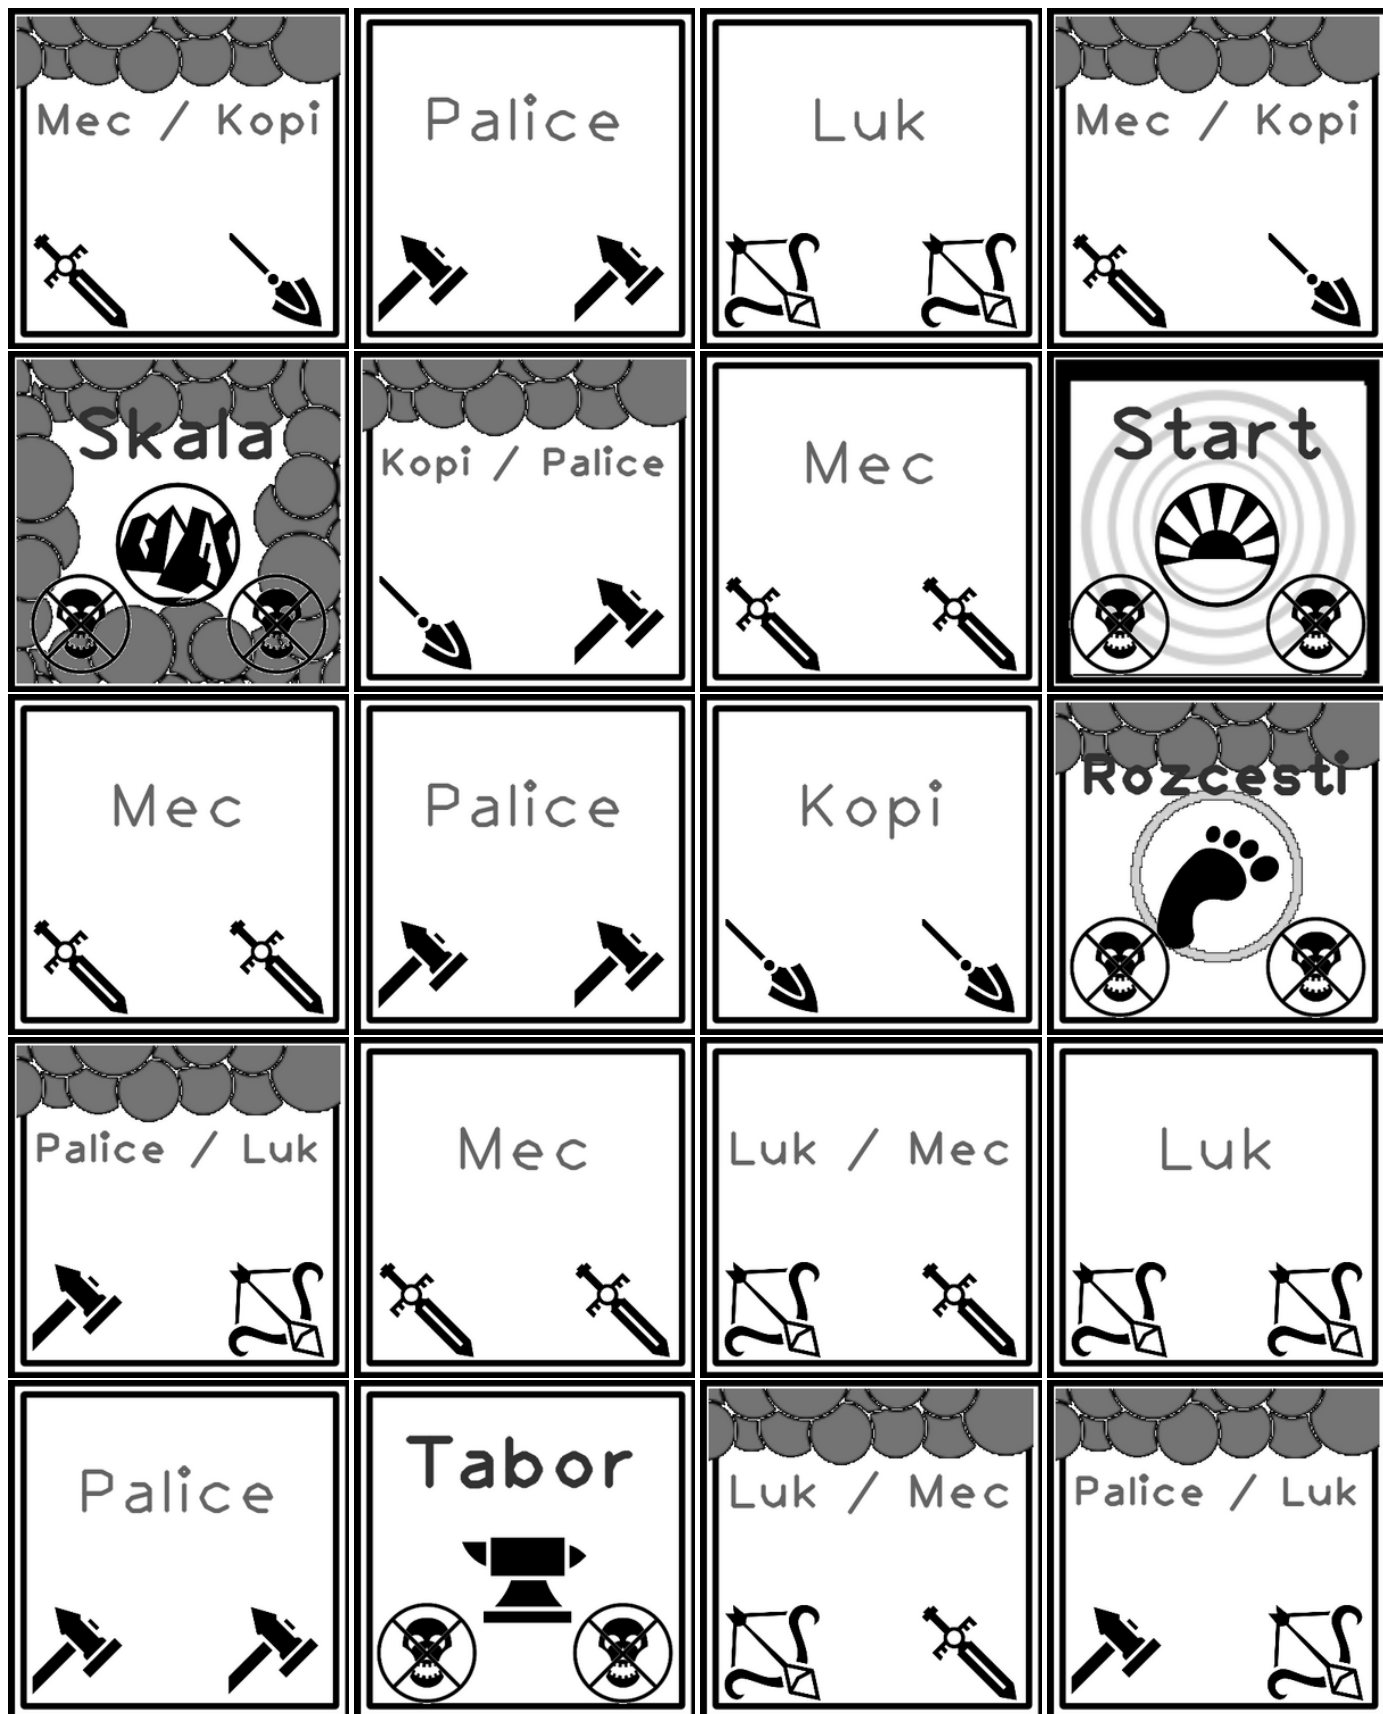 Mec / Kopi
Palice
Luk
Mec / Kopi
Skala
Kopi / Palice
Mec
Start
Mec
Palice
Kopi
Rozcesti
Palice / Luk
Mec
Luk / Mec
Luk
Palice
Tabor
Luk / Mec
Palice / Luk